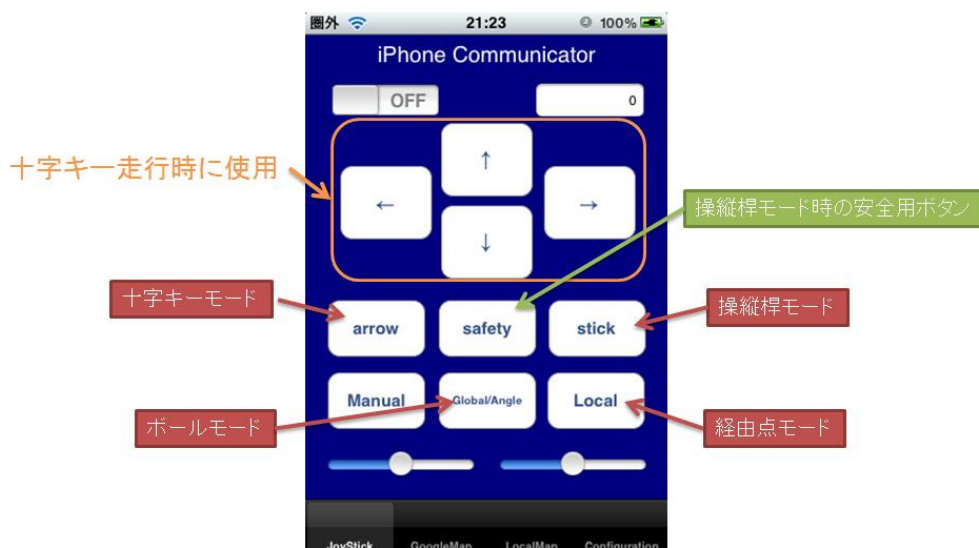 圏外 21:23 100%
iPhone Communicator
OFF 0
十字キー走行時に使用
↑
← →
↓
操縦桿モード時の安全用ボタン
十字キーモード
操縦桿モード
arrow safety stick
Manual Global/Angle Local
ボールモード
経由点モード
JoyStick GoogleMap LocalMap Configuration